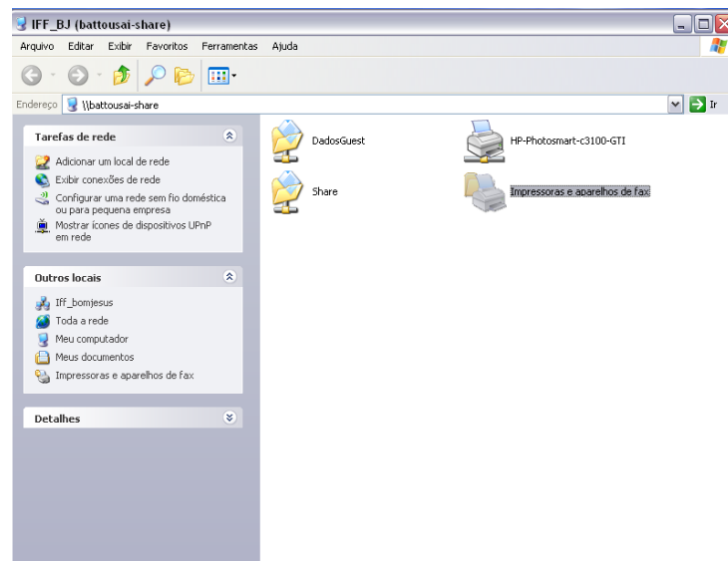 IFF_BJ (battousai-share)
Arquivo Editar Exibir Favoritos Ferramentas Ajuda
Endereço \\battousai-share Ir
Tarefas de rede
Adicionar um local de rede
Exibir conexões de rede
Configurar uma rede sem fio doméstica
ou para pequena empresa
Mostrar ícones de dispositivos UPnP
em rede
Outros locais
Iff_bomjesus
Toda a rede
Meu computador
Meus documentos
Impressoras e aparelhos de fax
Detalhes
DadosGuest
HP-Photosmart-c3100-GTI
Share
Impressoras e aparelhos de fax